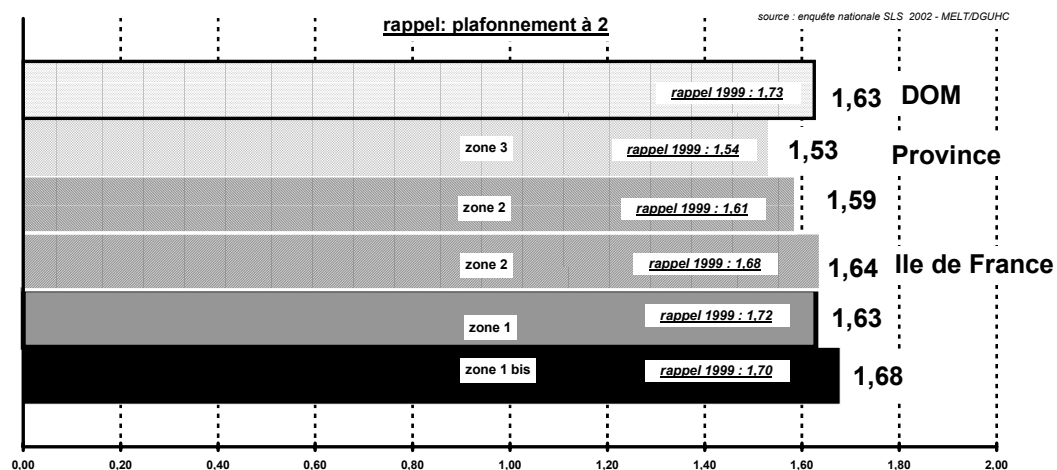 source : enquête nationale SLS 2002 - MELT/DGUHC
rappel: plafonnement à 2
rappel 1999 : 1,73
1,63
DOM
zone 3
rappel 1999 : 1,54
1,53
Province
zone 2
rappel 1999 : 1,61
1,59
zone 2
rappel 1999 : 1,68
1,64
Ile de France
zone 1
rappel 1999 : 1,72
1,63
zone 1 bis
rappel 1999 : 1,70
1,68
0,00 0,20 0,40 0,60 0,80 1,00 1,20 1,40 1,60 1,80 2,00